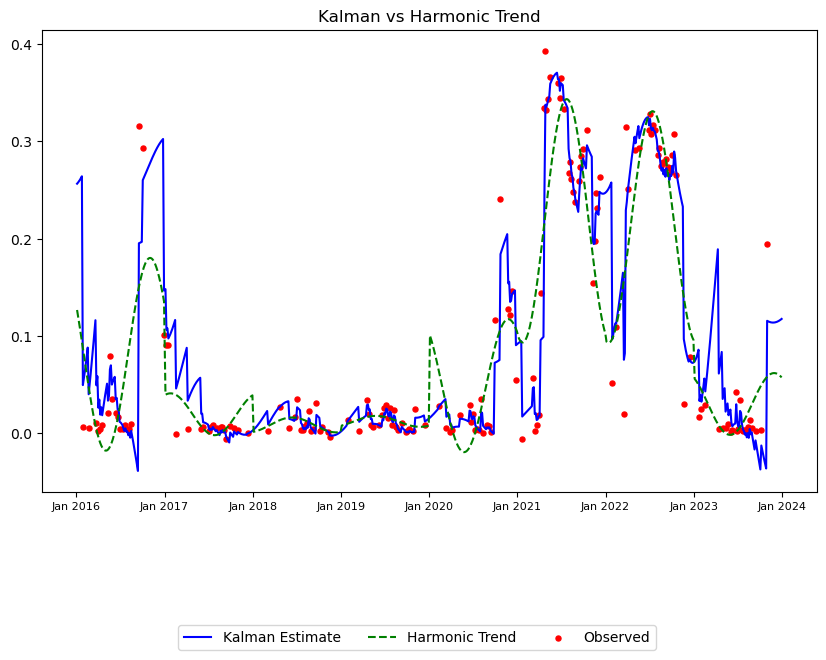 Kalman vs Harmonic Trend
0.4
0.3
0.2
0.1
0.0
Jan 2016 Jan 2017 Jan 2018 Jan 2019 Jan 2020 Jan 2021 Jan 2022 Jan 2023 Jan 2024
Kalman Estimate Harmonic Trend Observed